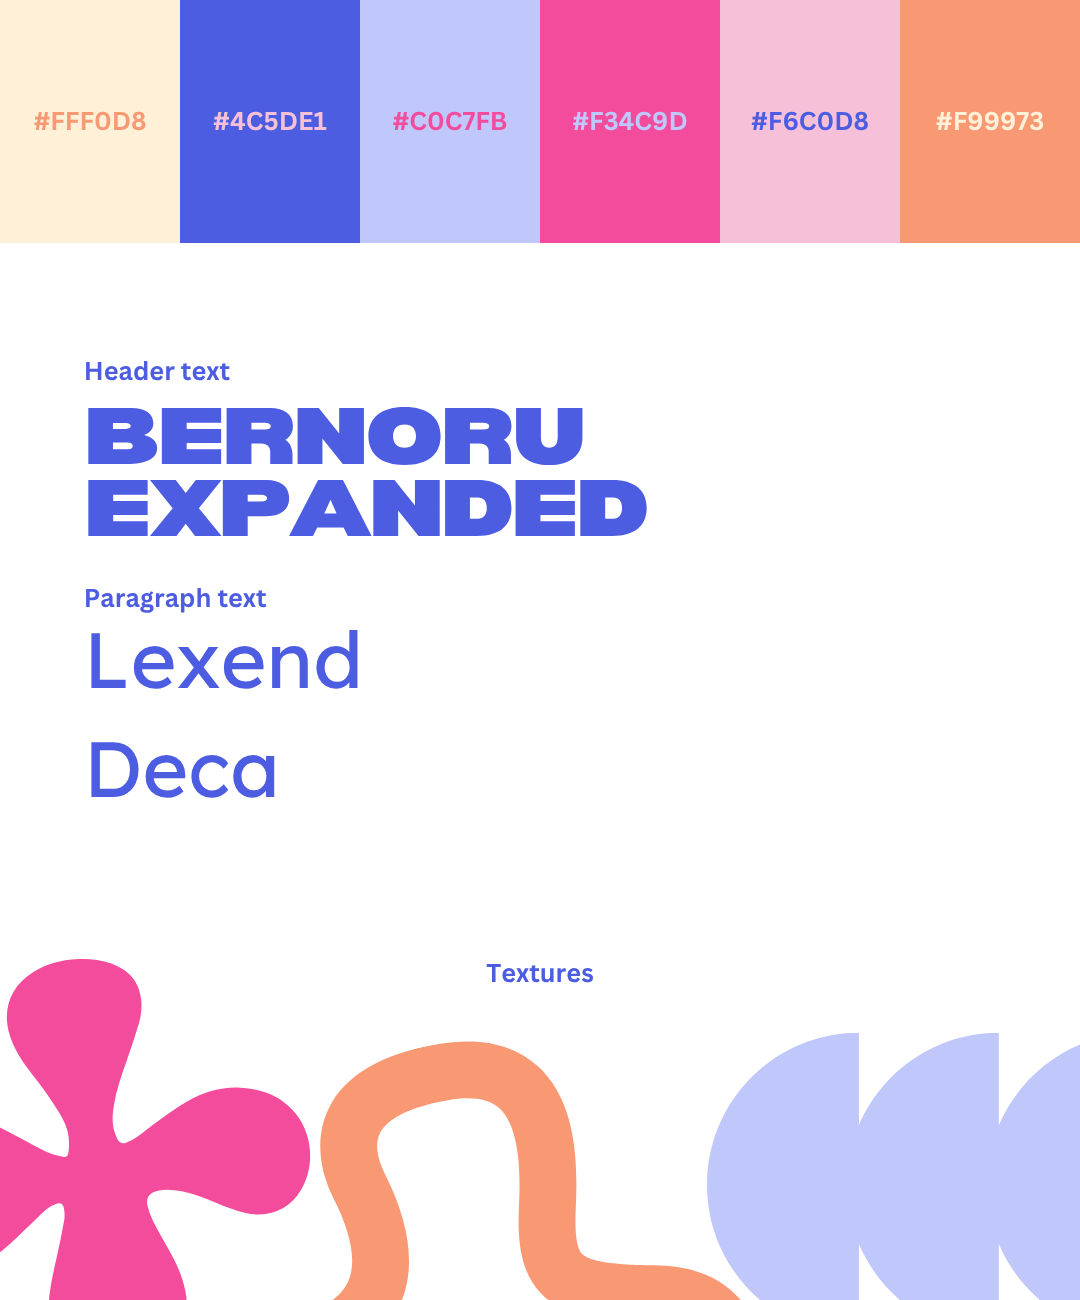 #FFF0D8 #4C5DE1 #C0C7FB #F34C9D #F6C0D8 #F99973
Header text
BERNORU
EXPANDED
Paragraph text
Lexend
Deca
Textures